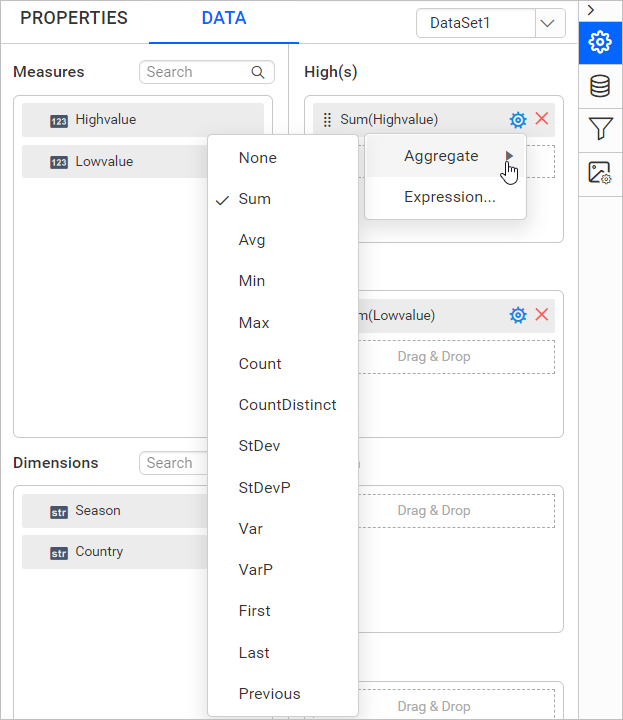 PROPERTIES
DATA
DataSet1
Measures
Search
High(s)
123 Highvalue
123 Lowvalue
Sum(Highvalue)
Aggregate
Expression...
None
Sum
Avg
Min
Max
Count
CountDistinct
StDev
StDevP
Var
VarP
First
Last
Previous
m(Lowvalue)
Drag & Drop
Dimensions
Search
str Season
str Country
Drag & Drop
Drag & Drop